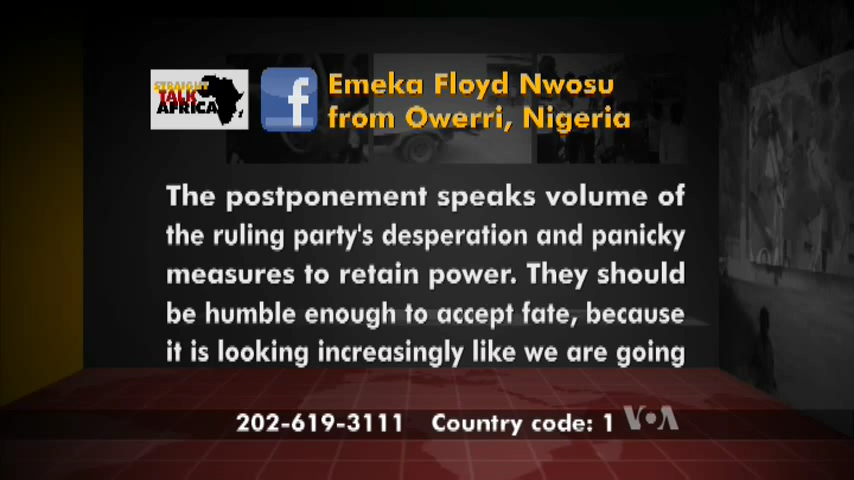 STRAIGHT
TALK
AFRICA
f
Emeka Floyd Nwosu
from Owerri, Nigeria
The postponement speaks volume of
the ruling party's desperation and panicky
measures to retain power. They should
be humble enough to accept fate, because
it is looking increasingly like we are going
202-619-3111 Country code: 1 VOA